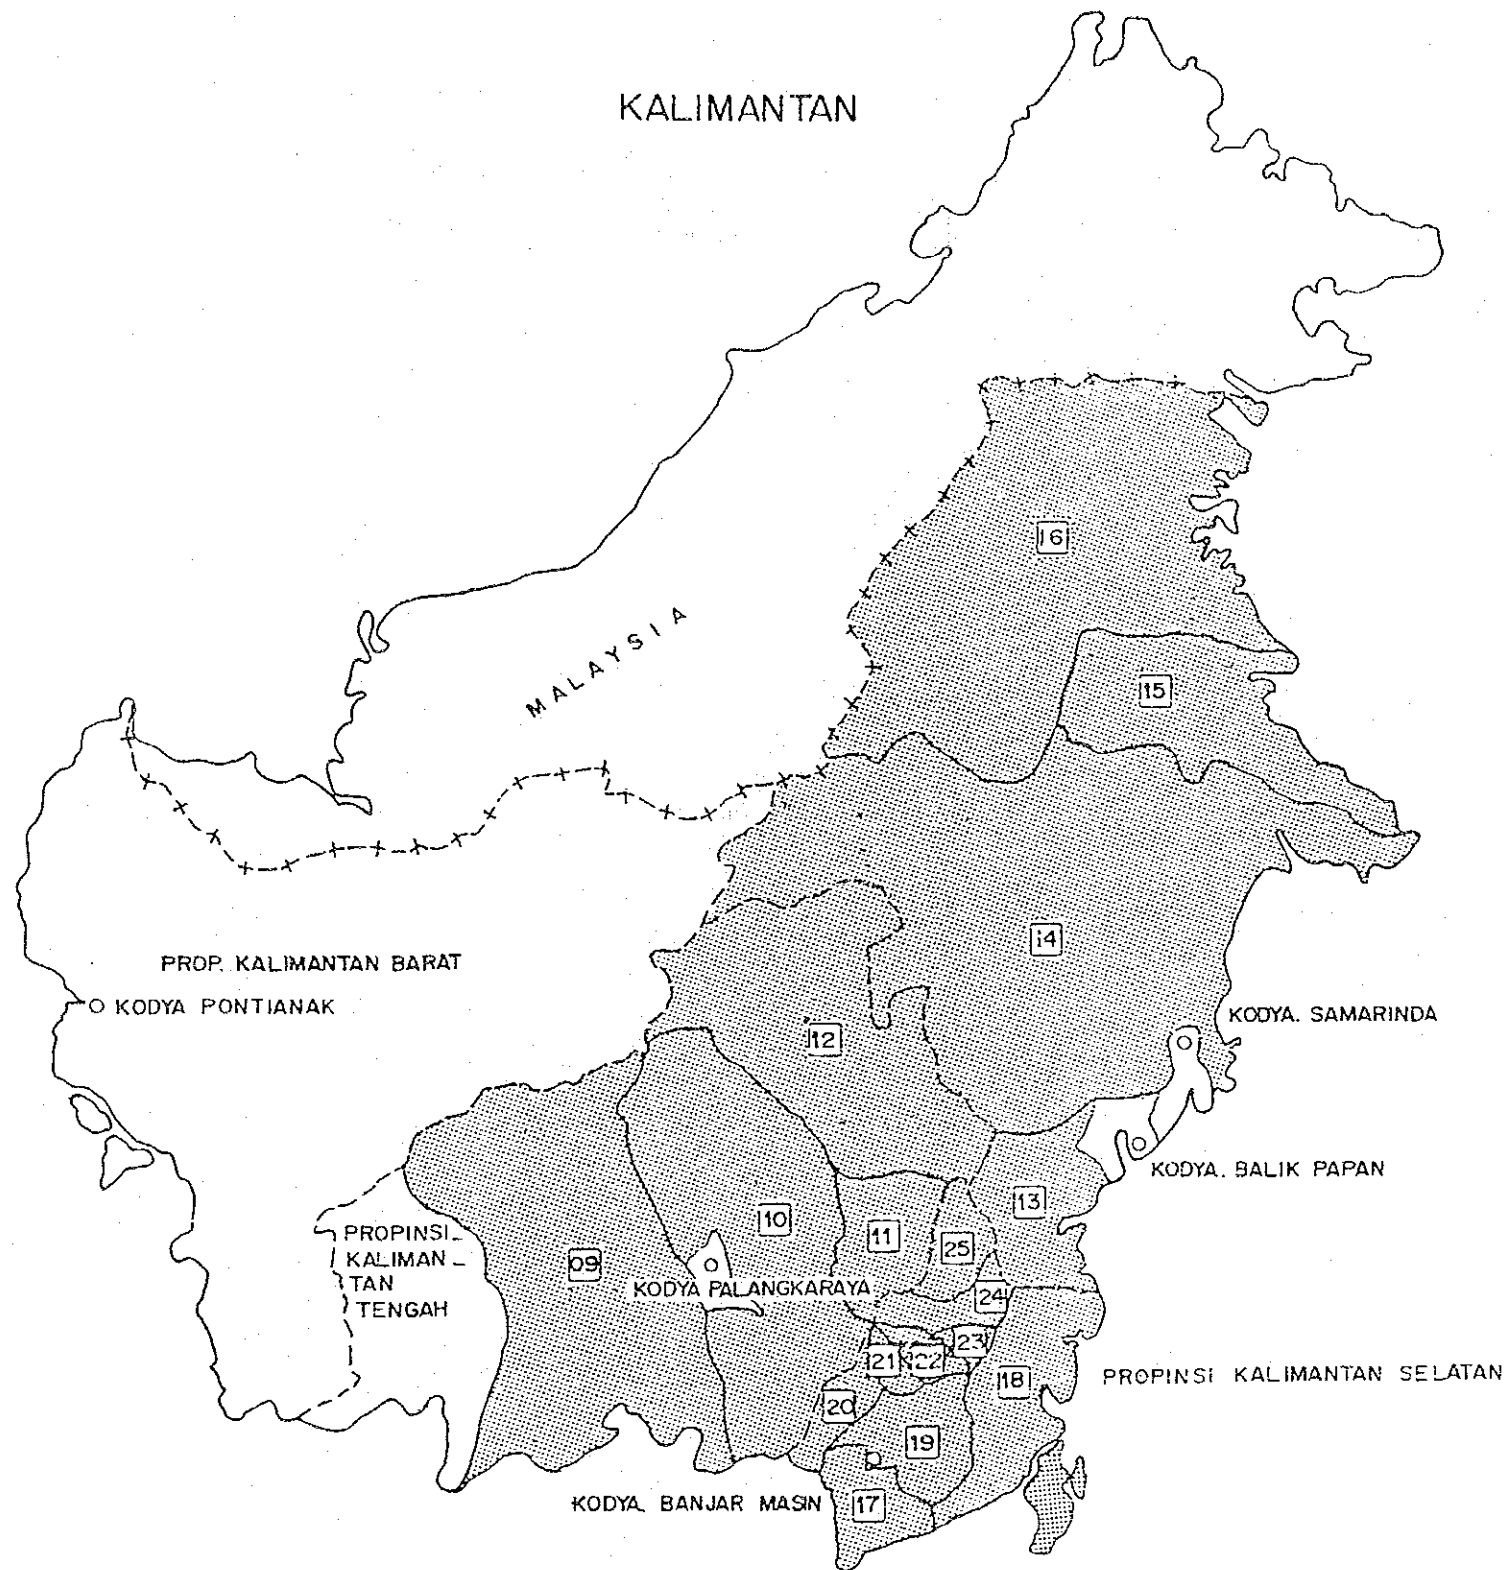 KALIMANTAN
16
MALAYSIA
15
14
PROP. KALIMANTAN BARAT
KODYA PONTIANAK
KODYA. SAMARINDA
12
KODYA. BALIK PAPAN
13
10
11
PROPINSI_
KALIMAN_
TAN
TENGAH
25
09
KODYA PALANGKARAYA
24
23
21
22
18
PROPINSI KALIMANTAN SELATAN
20
19
KODYA. BANJAR MASIN
17